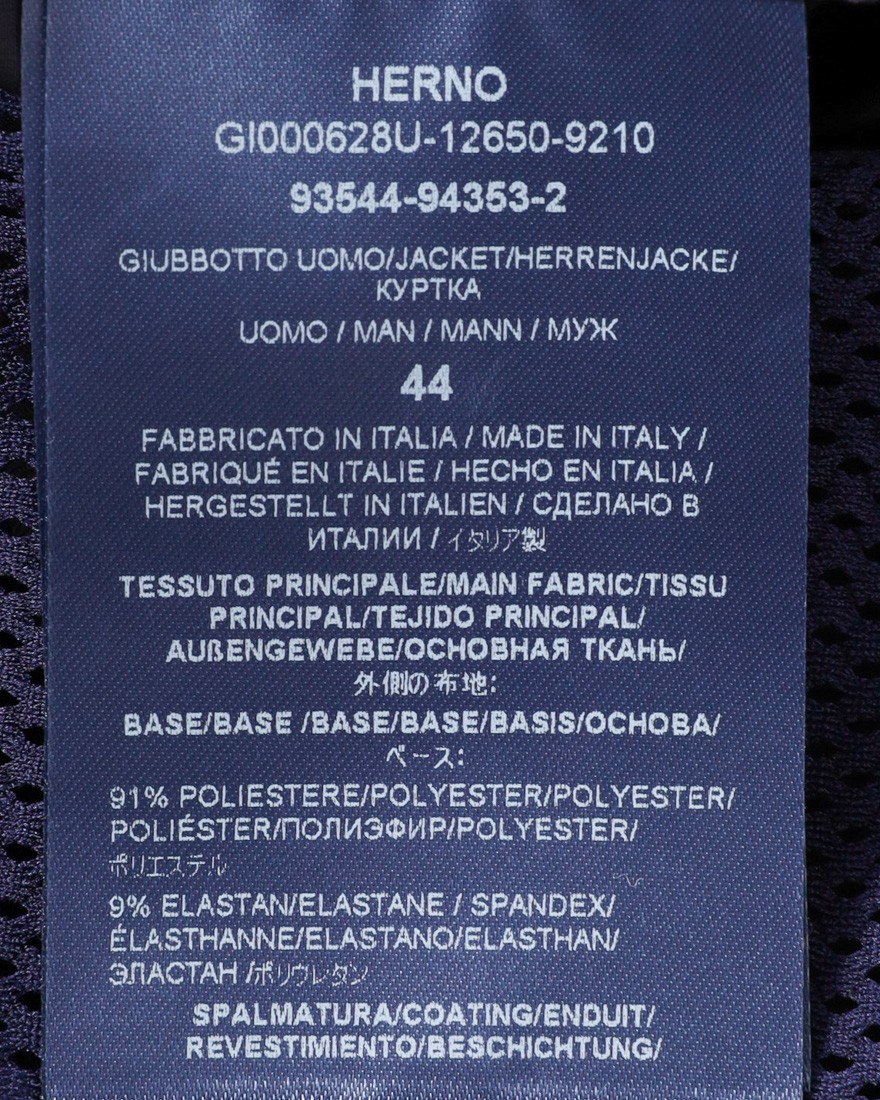 HERNO
GI000628U-12650-9210
93544-94353-2
GIUBBOTTO UOMO/JACKET/HERRENJACKE/
КУРТКА
UOMO / MAN / MANN / МУЖ
44
FABBRICATO IN ITALIA / MADE IN ITALY /
FABRIQUÉ EN ITALIE / HECHO EN ITALIA /
HERGESTELLT IN ITALIEN / СДЕЛАНО В
ИТАЛИИ / イタリア製
TESSUTO PRINCIPALE/MAIN FABRIC/TISSU
PRINCIPAL/TEJIDO PRINCIPAL/
AUßENGEWEBE/ОСНОВНАЯ ТКАНЬ/
外側の布地:
BASE/BASE /BASE/BASE/BASIS/ОСНОВА/
ベース:
91% POLIESTERE/POLYESTER/POLYESTER/
POLIÉSTER/ПОЛИЭФИР/POLYESTER/
ポリエステル
9% ELASTAN/ELASTANE / SPANDEX/
ÉLASTHANNE/ELASTANO/ELASTHAN/
ЭЛАСТАН /ポリウレタン
SPALMATURA/COATING/ENDUIT/
REVESTIMIENTO/BESCHICHTUNG/